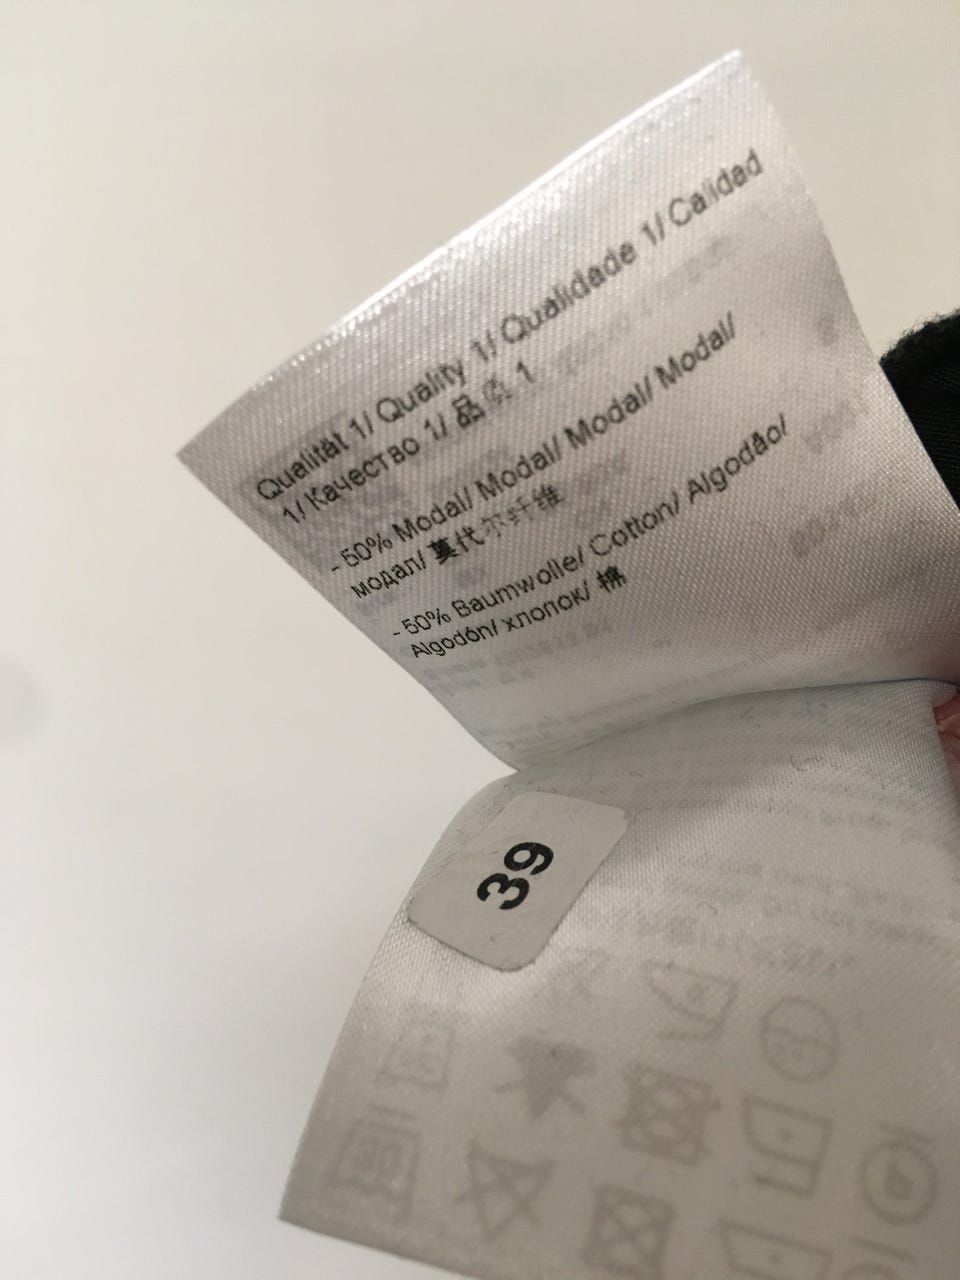 Qualität 1/ Quality 1/ Qualidade 1/ Calidad
1/ Качество 1/ 品质 1
- 50% Modal/ Modal/ Modal/ Modal/
модал/ 莫代尔纤维
- 50% Baumwolle/ Cotton/ Algodão/
Algodón/ хлопок/ 棉
39